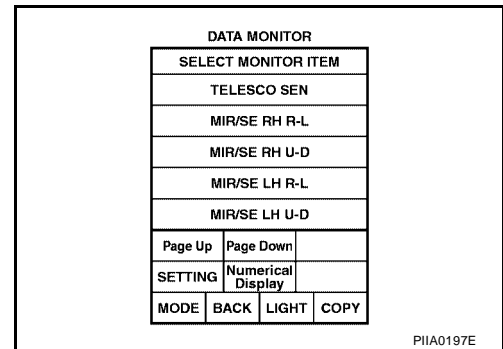 DATA MONITOR
SELECT MONITOR ITEM
TELESCO SEN
MIR/SE RH R-L
MIR/SE RH U-D
MIR/SE LH R-L
MIR/SE LH U-D
Page Up Page Down
SETTING Numerical Display
MODE BACK LIGHT COPY
PIIA0197E